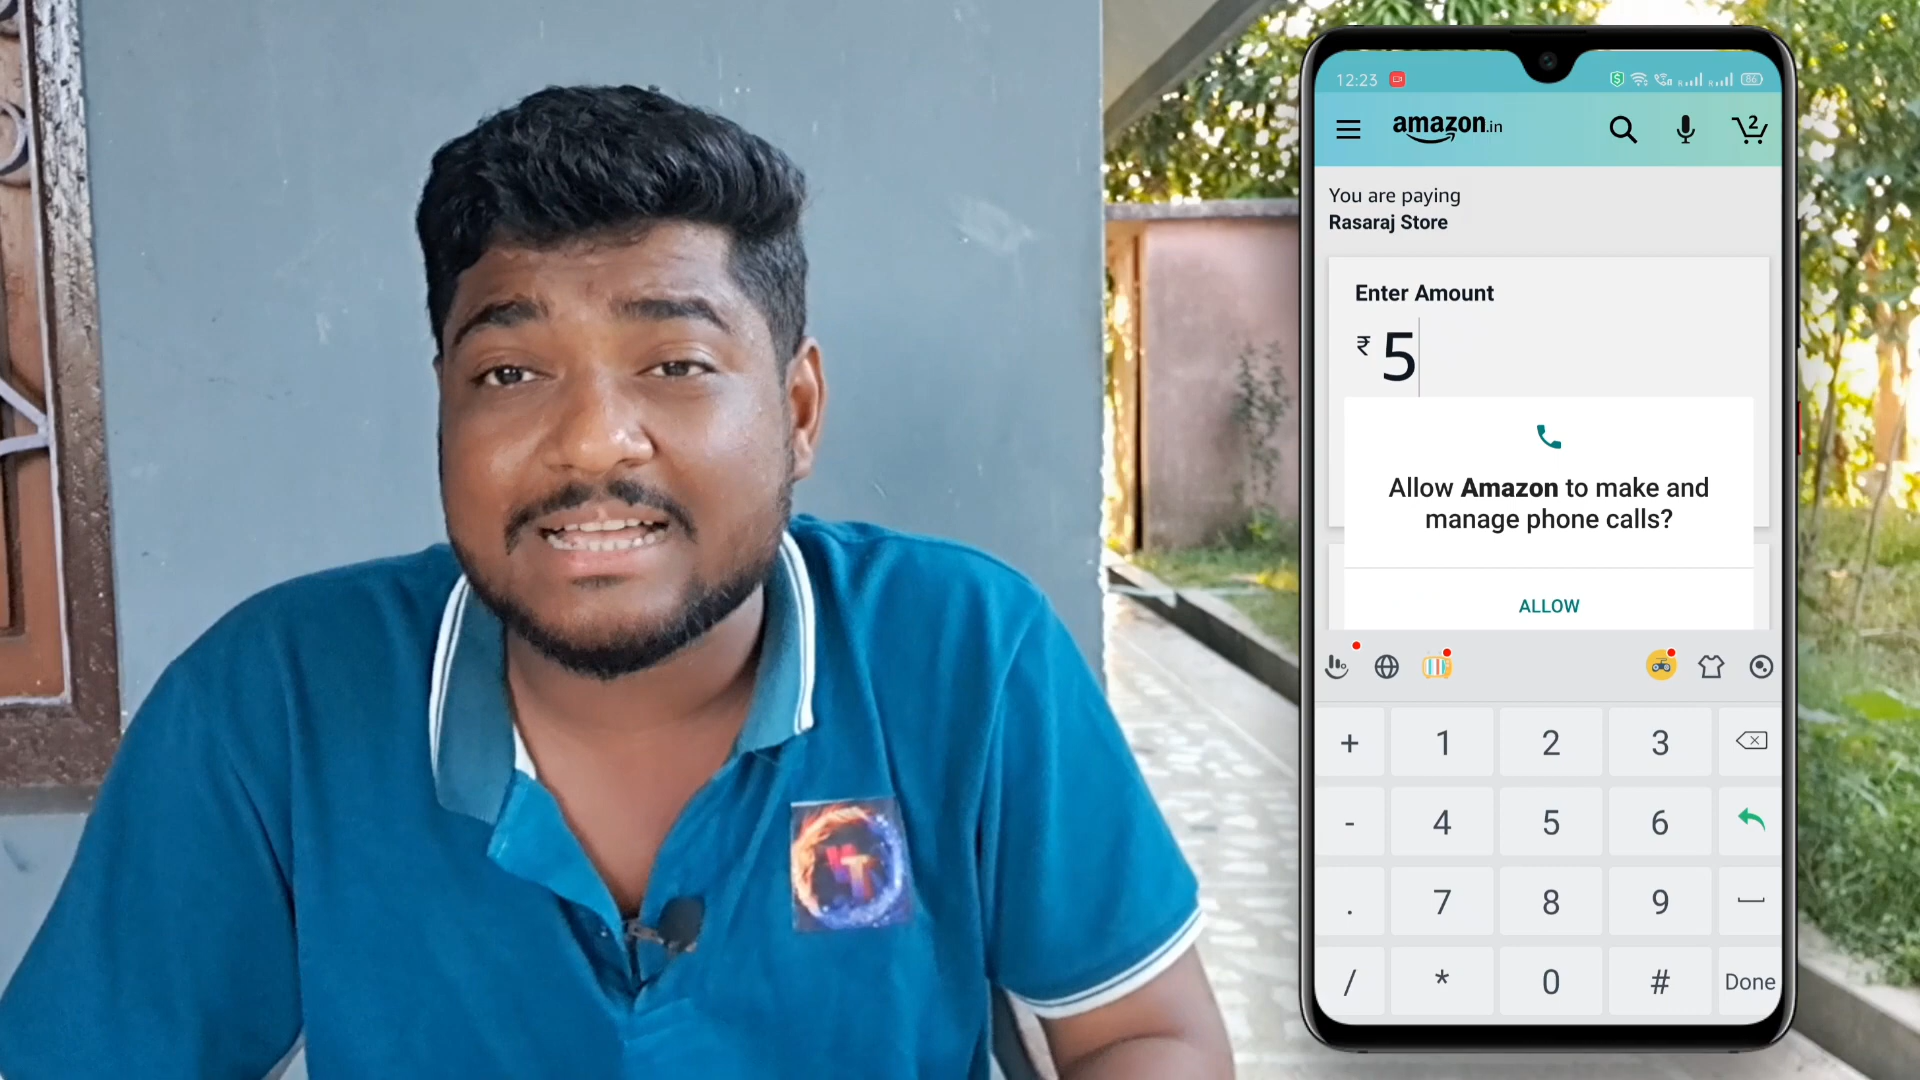 12:23
86
amazon.in
2
You are paying
Rasaraj Store
Enter Amount
₹ 5
Allow Amazon to make and
manage phone calls?
ALLOW
+ 1 2 3
- 4 5 6
. 7 8 9
/ * 0 # Done